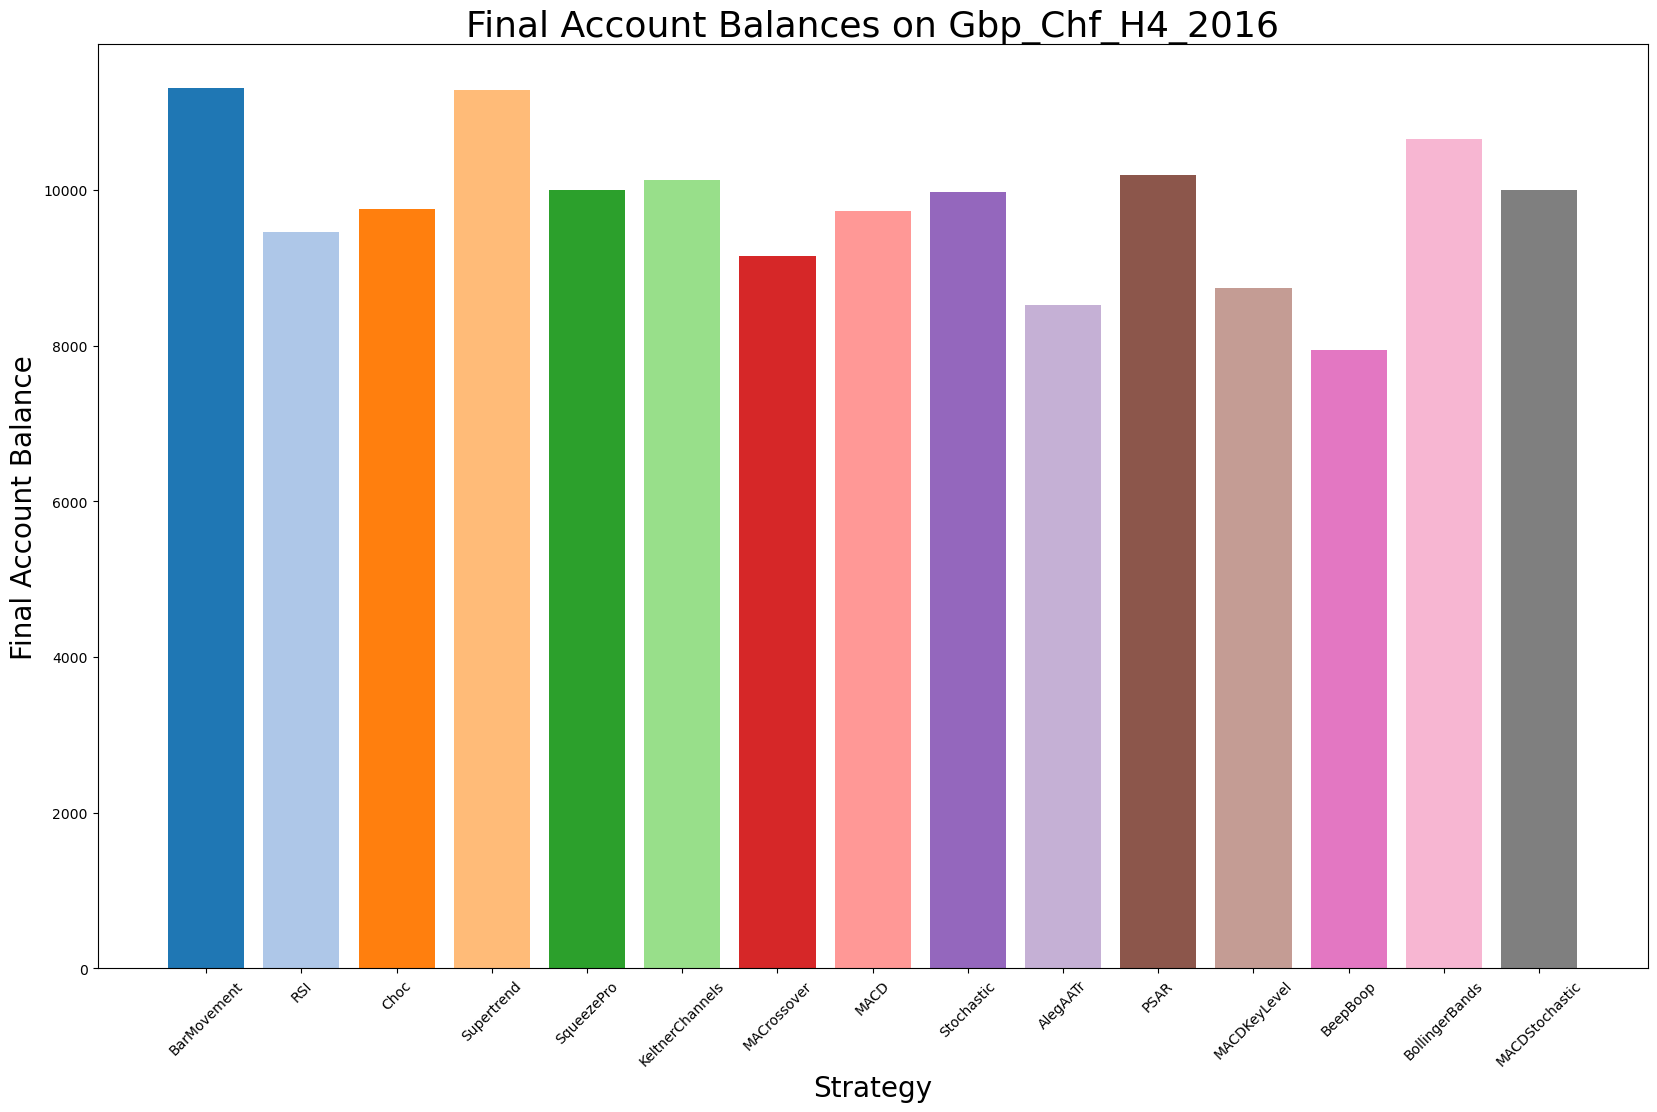 Final Account Balances on Gbp_Chf_H4_2016
Final Account Balance
10000
8000
6000
4000
2000
0
BarMovement
RSI
Choc
Supertrend
SqueezePro
KeltnerChannels
MACrossover
MACD
Stochastic
AlegAATr
PSAR
MACDKeyLevel
BeepBoop
BollingerBands
MACDStochastic
Strategy